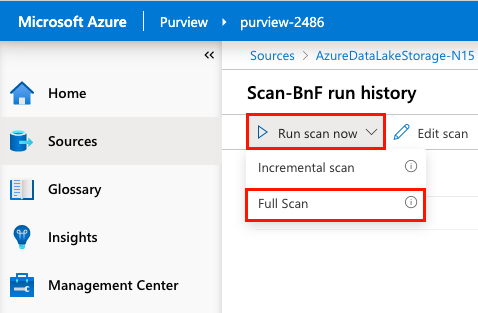 Microsoft Azure Purview > purview-2486
«
Sources > AzureDataLakeStorage-N15
Home
Scan-BnF run history
Sources
Run scan now
Edit scan
Incremental scan
Full Scan
Glossary
Insights
Management Center